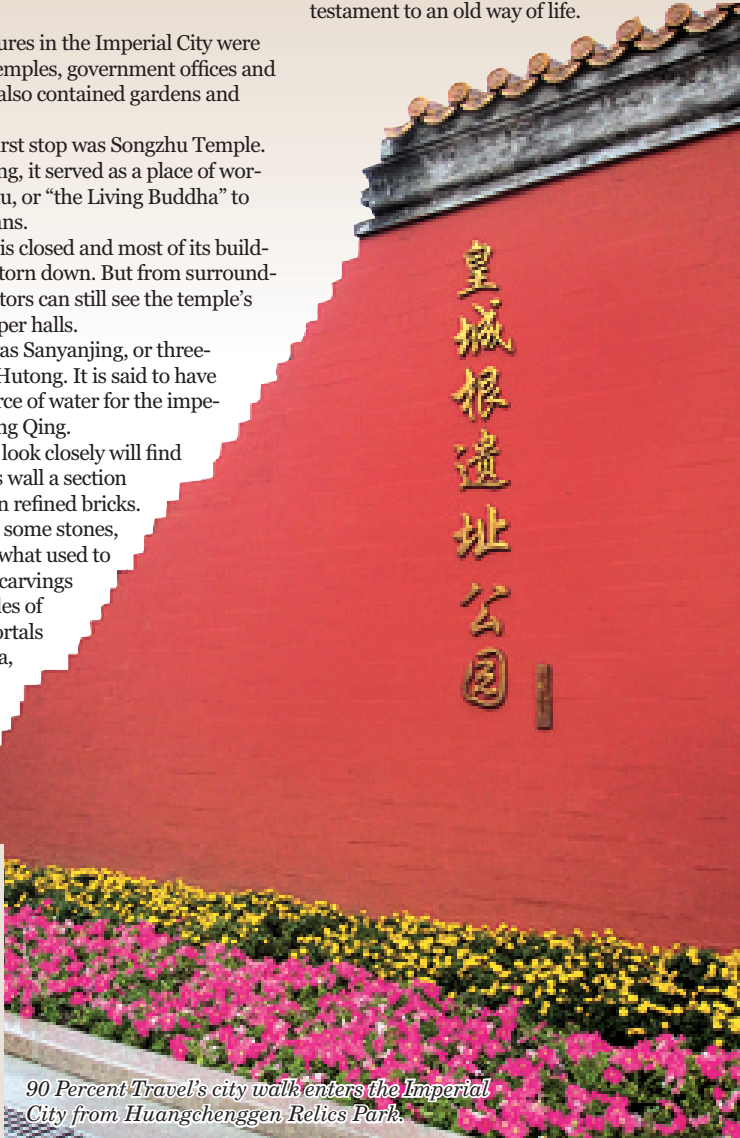 testament to an old way of life.
ures in the Imperial City were
emples, government offices and
also contained gardens and
rst stop was Songzhu Temple.
ng, it served as a place of wor-
u, or “the Living Buddha” to
ns.
is closed and most of its build-
torn down. But from surround-
tors can still see the temple’s
per halls.
as Sanyanjing, or three-
Hutong. It is said to have
rce of water for the impe-
ng Qing.
look closely will find
s wall a section
n refined bricks.
some stones,
what used to
carvings
les of
ortals
a,
皇城根遺址公园
90 Percent Travel’s city walk enters the Imperial
City from Huangchenggen Relics Park.